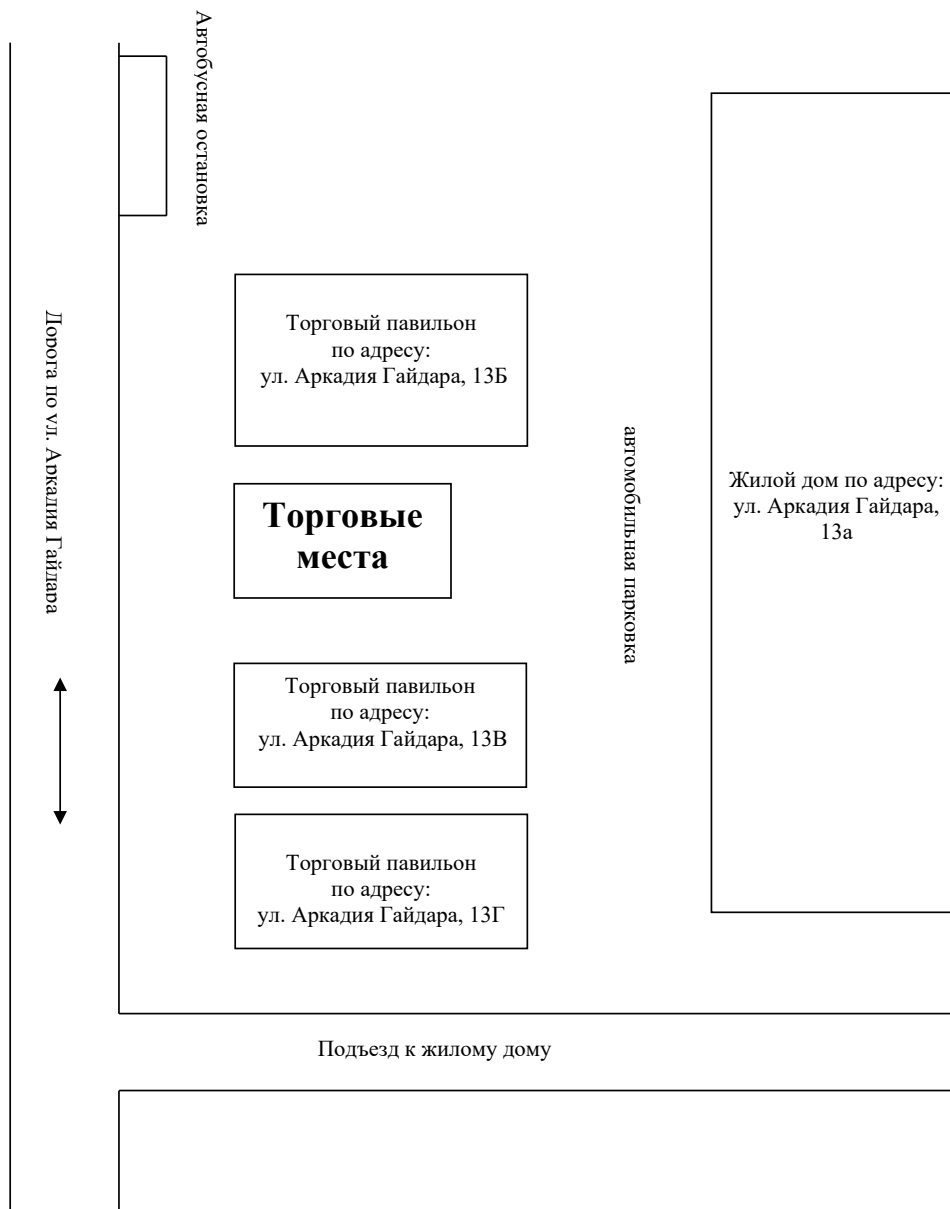 Автобусная остановка
Торговый павильон
по адресу:
ул. Аркадия Гайдара, 13Б
Дорога по ул. Аркадия Гайдара
автомобильная парковка
Жилой дом по адресу:
ул. Аркадия Гайдара,
13а
Торговые
места
Торговый павильон
по адресу:
ул. Аркадия Гайдара, 13В
Торговый павильон
по адресу:
ул. Аркадия Гайдара, 13Г
Подъезд к жилому дому